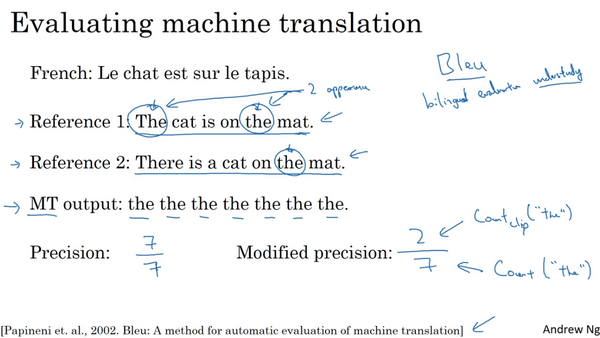 Evaluating machine translation
French: Le chat est sur le tapis.
Bleu
bilingual evaluation understudy
2 appearance
→ Reference 1: The cat is on the mat. ←
→ Reference 2: There is a cat on the mat. ←
→ MT output: the the the the the the the.
Precision: 7/7 Modified precision: 2/7
← Count clip ("the")
← Count ("the")
[Papineni et. al., 2002. Bleu: A method for automatic evaluation of machine translation] ←
Andrew Ng